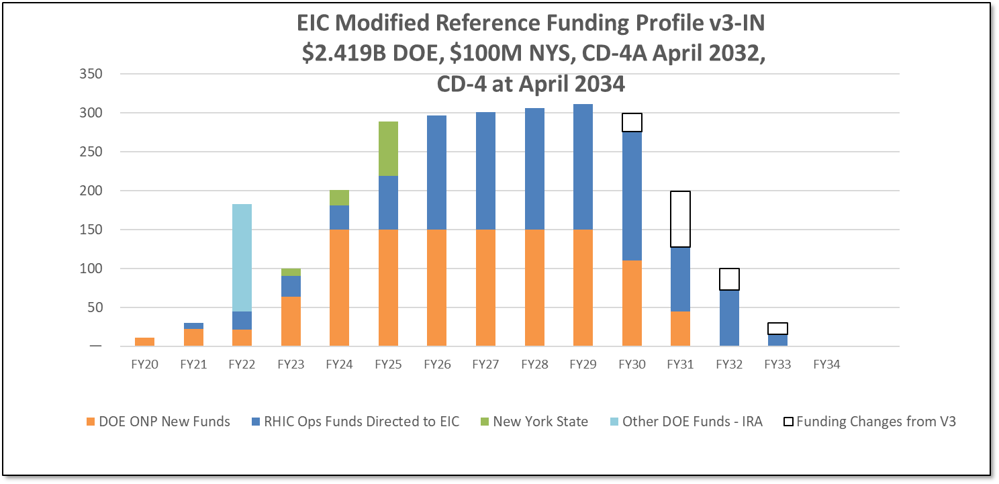 EIC Modified Reference Funding Profile v3-IN
$2.419B DOE, $100M NYS, CD-4A April 2032,
CD-4 at April 2034
350
300
250
200
150
100
50
—
FY20 FY21 FY22 FY23 FY24 FY25 FY26 FY27 FY28 FY29 FY30 FY31 FY32 FY33 FY34
DOE ONP New Funds RHIC Ops Funds Directed to EIC New York State Other DOE Funds - IRA Funding Changes from V3